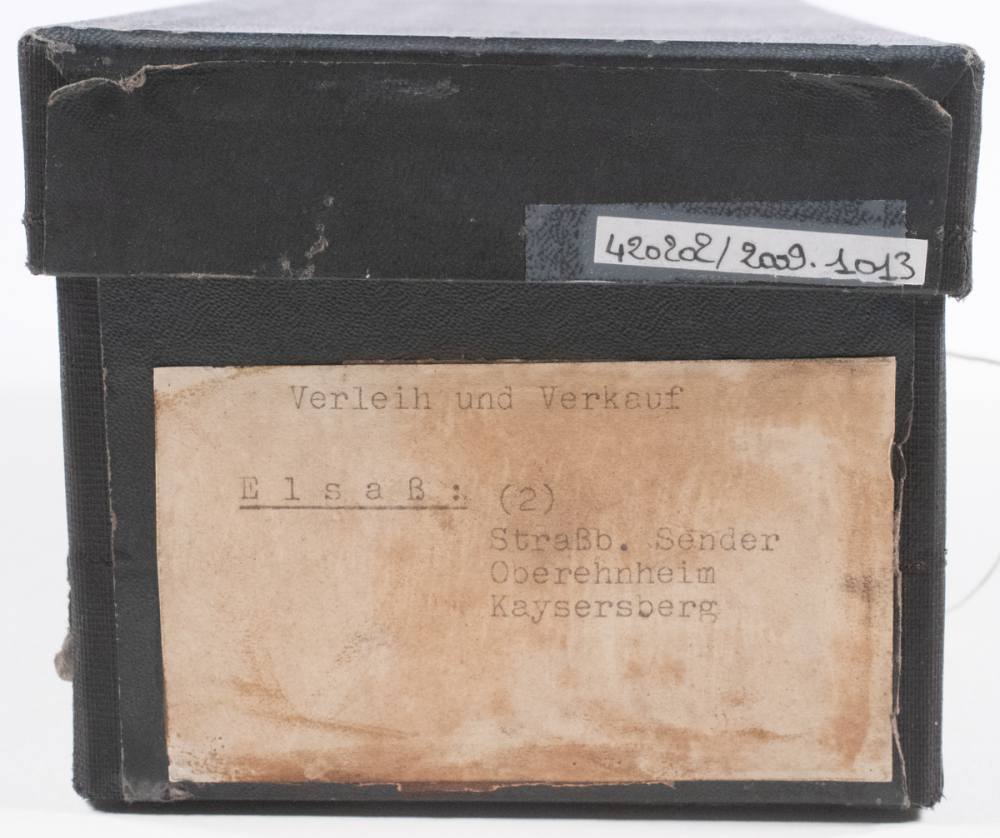 420202/2009.1013
Verleih und Verkauf
Elsaß: (2)
Straßb. Sender
Oberehnheim
Kaysersberg